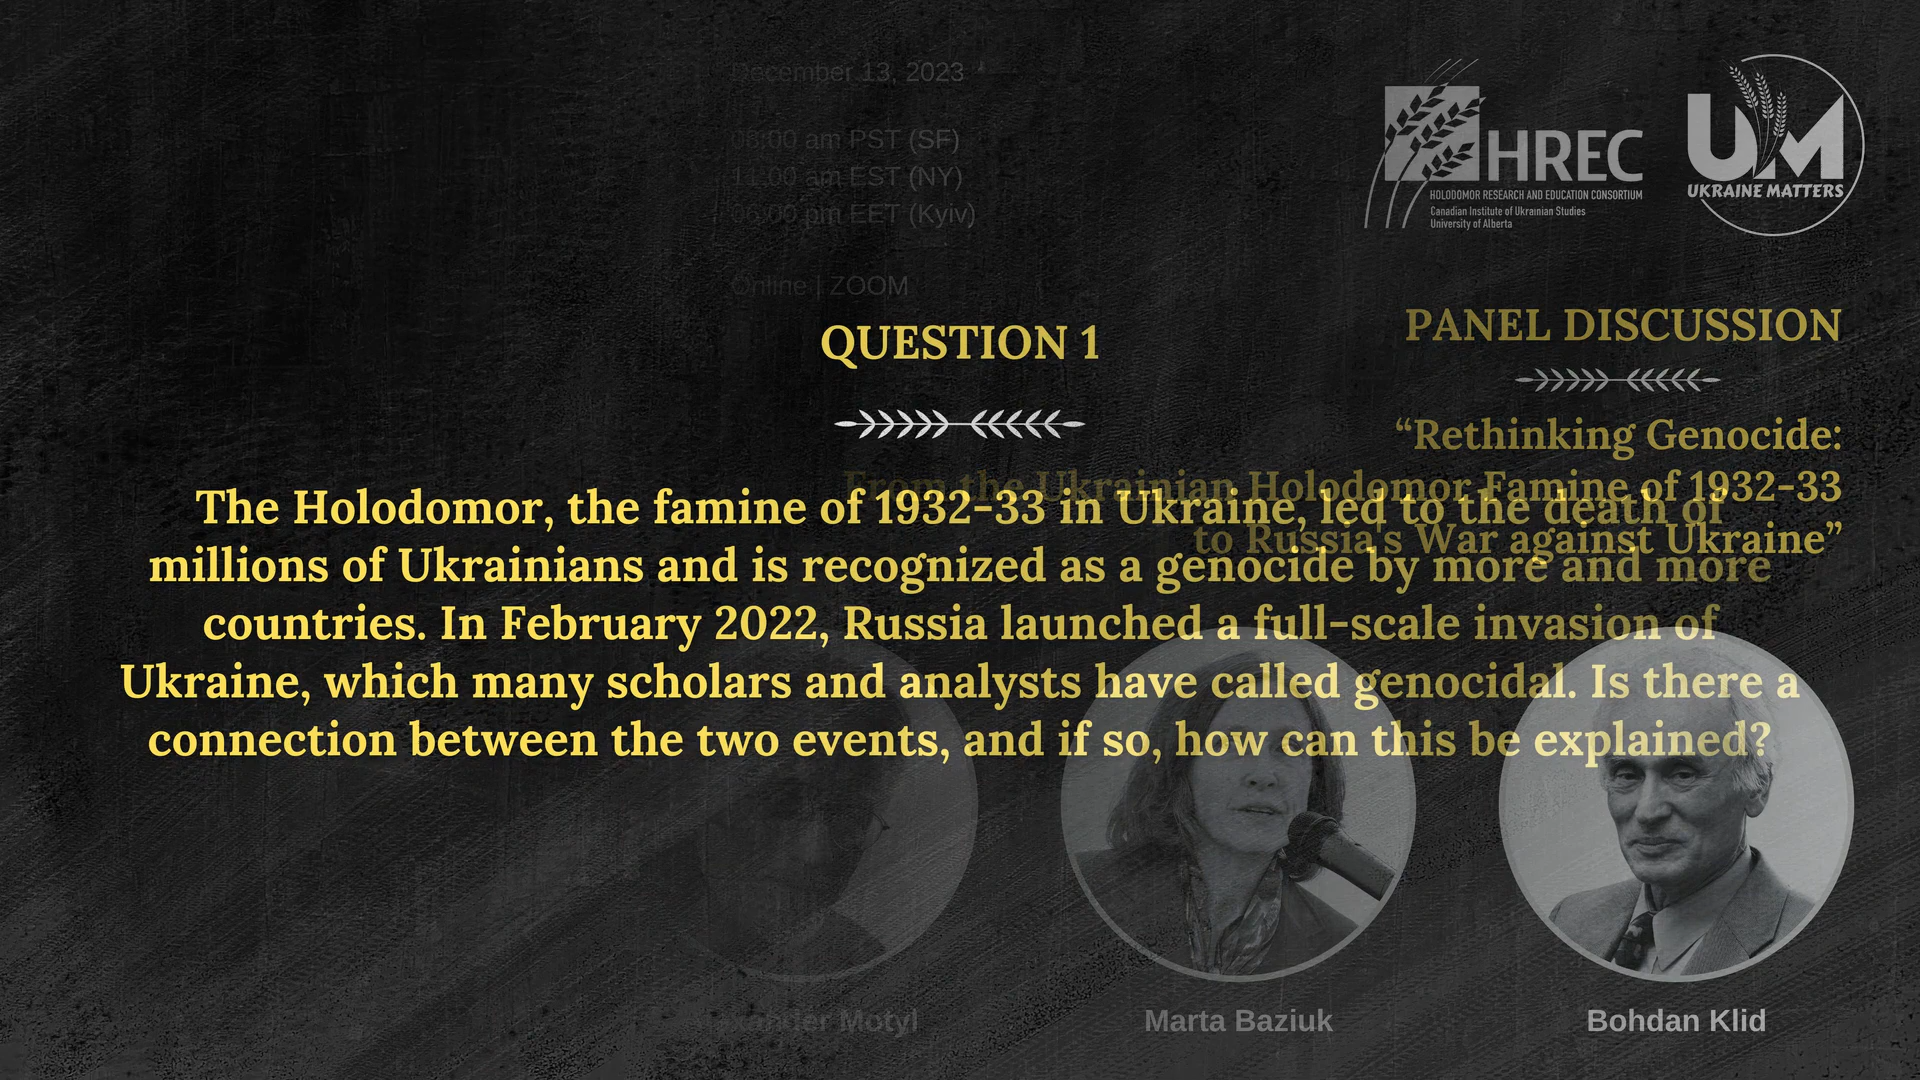 December 13, 2023
am PST (SF)
11:00 am EST (NY)
pm EET (Kyiv)
Online | ZOOM
HREC
HOLODOMOR RESEARCH AND EDUCATION CONSORTIUM
Canadian Institute of Ukrainian Studies
University of Alberta
UM
UKRAINE MATTERS
PANEL DISCUSSION
“Rethinking Genocide:
From the Ukrainian Holodomor Famine of 1932-33
to Russia's War against Ukraine”
QUESTION 1
The Holodomor, the famine of 1932-33 in Ukraine, led to the death of
millions of Ukrainians and is recognized as a genocide by more and more
countries. In February 2022, Russia launched a full-scale invasion of
Ukraine, which many scholars and analysts have called genocidal. Is there a
connection between the two events, and if so, how can this be explained?
Motyl
Marta Baziuk
Bohdan Klid